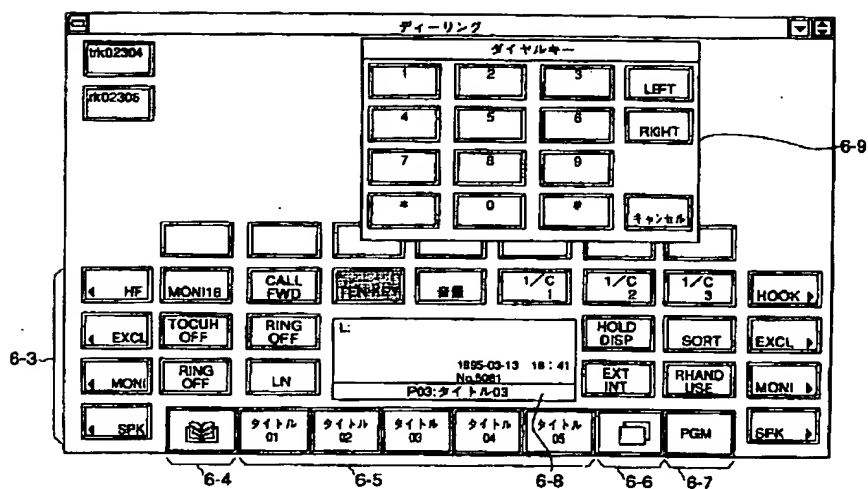 ディーリング
trk02304
rk02305
ダイヤルキー
1
2
3
LEFT
4
5
6
RIGHT
7
8
9
*
0
#
キャンセル
6-9
HF
MONI16
CALL
FWD
TEN-KEY
音量
I/C
1
I/C
2
I/C
3
HOOK
EXCL
TOCUH
OFF
RING
OFF
L:
1995-03-13 16:41
No.5061
P03:タイトル03
HOLD
DISP
SORT
EXCL
MONI
RING
OFF
LN
EXT
INT
RHAND
USE
MONI
SPK
タイトル
01
タイトル
02
タイトル
03
タイトル
04
タイトル
05
PGM
SPK
6-3
6-4
6-5
6-8
6-6
6-7